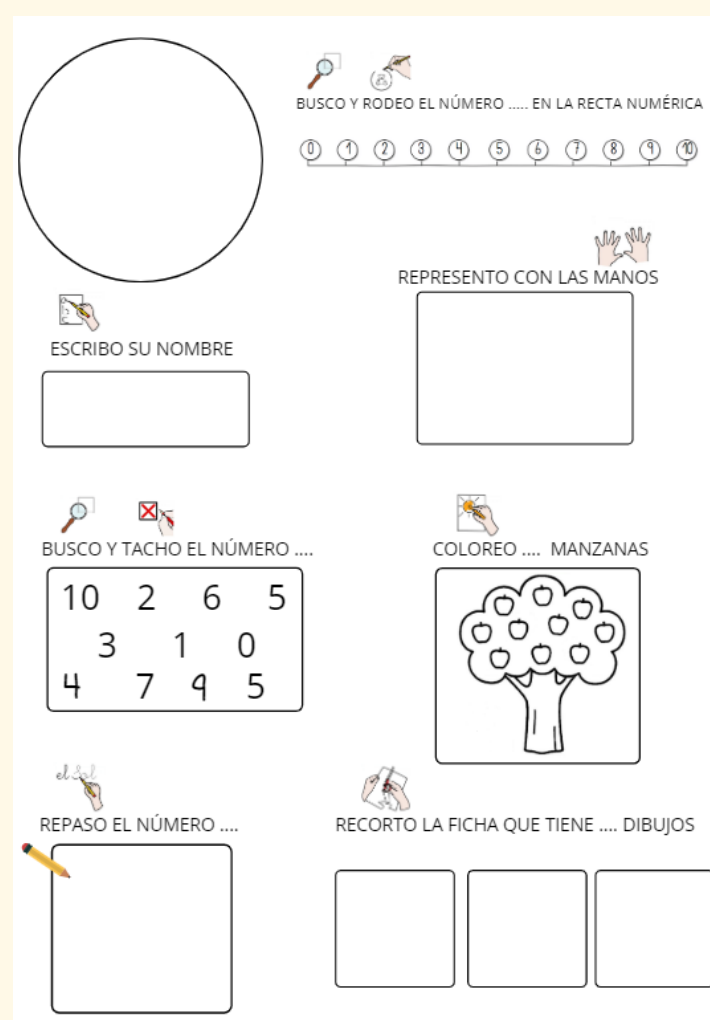 BUSCO Y RODEO EL NÚMERO ..... EN LA RECTA NUMÉRICA
0 1 2 3 4 5 6 7 8 9 10
REPRESENTO CON LAS MANOS
ESCRIBO SU NOMBRE
BUSCO Y TACHO EL NÚMERO ....
10 2 6 5
3 1 0
4 7 9 5
COLOREO .... MANZANAS
el Sol
REPASO EL NÚMERO ....
RECORTO LA FICHA QUE TIENE .... DIBUJOS